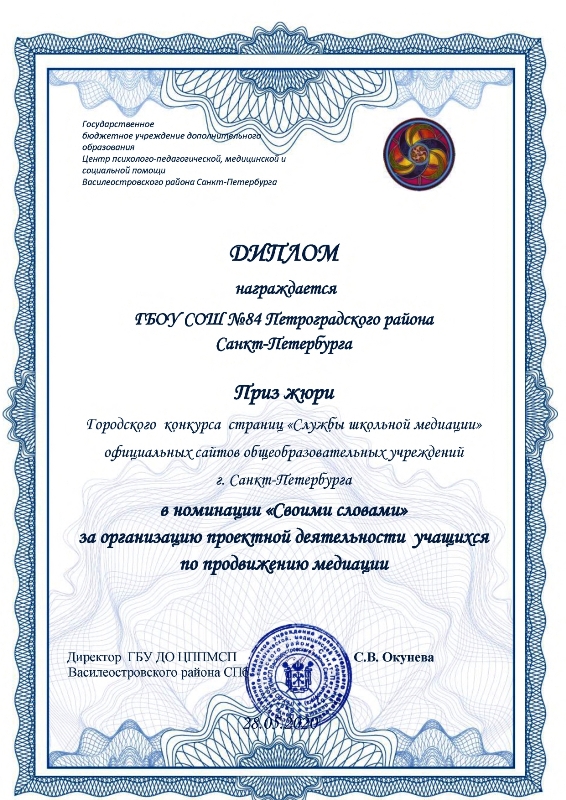 Государственное
бюджетное учреждение дополнительного
образования
Центр психолого-педагогической, медицинской и
социальной помощи
Василеостровского района Санкт-Петербурга
ДИПЛОМ
награждается
ГБОУ СОШ №84 Петроградского района
Санкт-Петербурга
Приз жюри
Городского конкурса страниц «Службы школьной медиации»
официальных сайтов общеобразовательных учреждений
г. Санкт-Петербурга
в номинации «Своими словами»
за организацию проектной деятельности учащихся
по продвижению медиации
Директор ГБУ ДО ЦППМСП С.В. Окунева
Василеостровского района СПб
28.05.2020